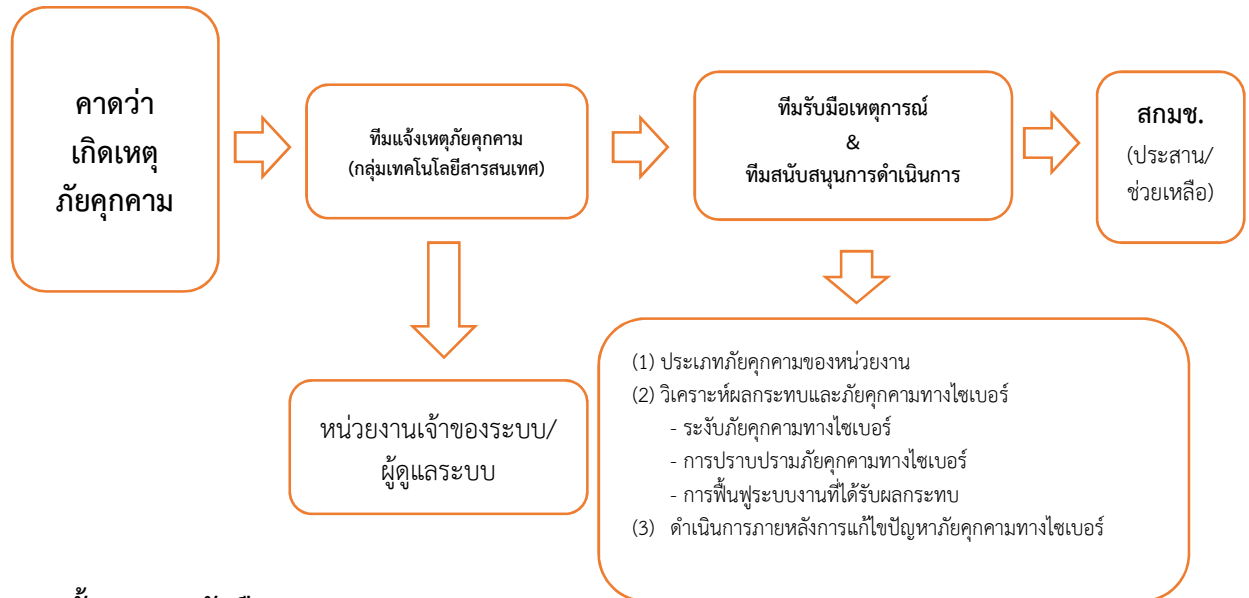 คาดว่า
เกิดเหตุ
ภัยคุกคาม
ทีมแจ้งเหตุภัยคุกคาม
(กลุ่มเทคโนโลยีสารสนเทศ)
ทีมรับมือเหตุการณ์
&
ทีมสนับสนุนการดำเนินการ
สกมช.
(ประสาน/
ช่วยเหลือ)
หน่วยงานเจ้าของระบบ/
ผู้ดูแลระบบ
(1) ประเภทภัยคุกคามของหน่วยงาน
(2) วิเคราะห์ผลกระทบและภัยคุกคามทางไซเบอร์
- ระงับภัยคุกคามทางไซเบอร์
- การปราบปรามภัยคุกคามทางไซเบอร์
- การฟื้นฟูระบบงานที่ได้รับผลกระทบ
(3) ดำเนินการภายหลังการแก้ไขปัญหาภัยคุกคามทางไซเบอร์